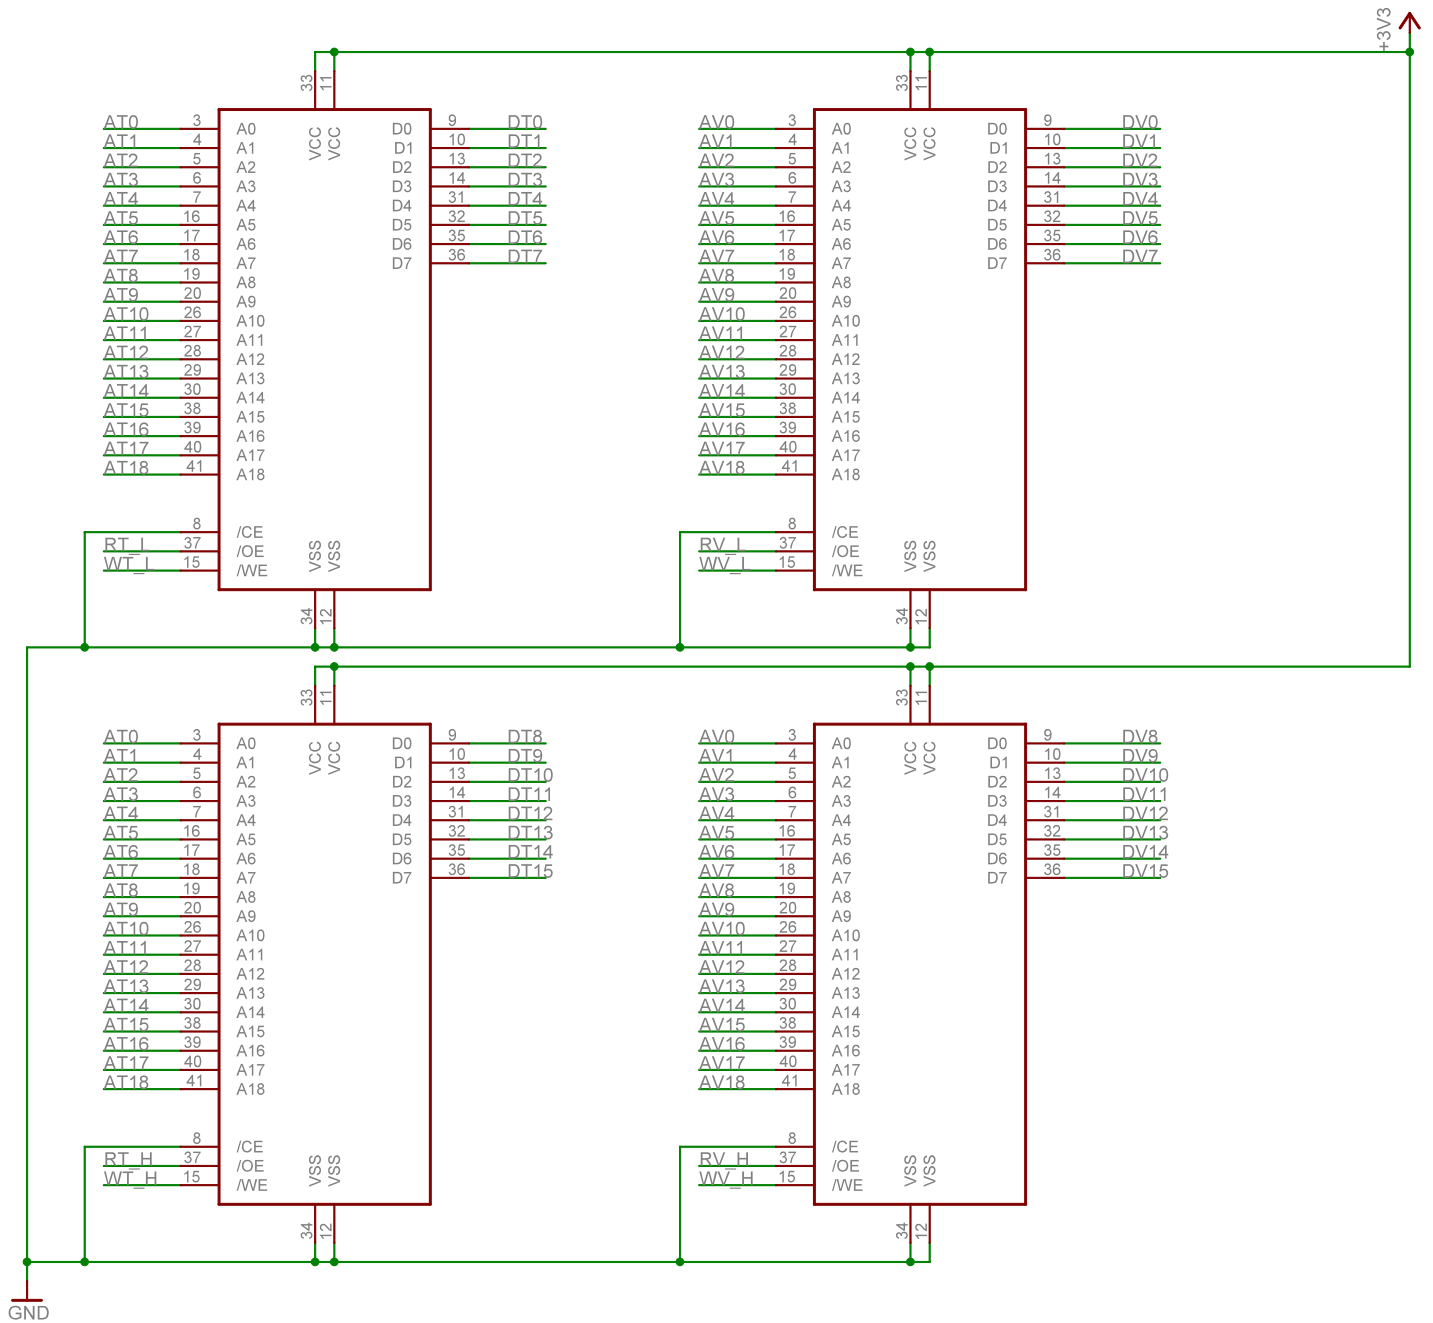 +3V3
33 11 33 11
AT0 3 A0 VCC VCC D0 9 DT0 AV0 3 A0 VCC VCC D0 9 DV0
AT1 4 A1 D1 10 DT1 AV1 4 A1 D1 10 DV1
AT2 5 A2 D2 13 DT2 AV2 5 A2 D2 13 DV2
AT3 6 A3 D3 14 DT3 AV3 6 A3 D3 14 DV3
AT4 7 A4 D4 31 DT4 AV4 7 A4 D4 31 DV4
AT5 16 A5 D5 32 DT5 AV5 16 A5 D5 32 DV5
AT6 17 A6 D6 35 DT6 AV6 17 A6 D6 35 DV6
AT7 18 A7 D7 36 DT7 AV7 18 A7 D7 36 DV7
AT8 19 A8 AV8 19 A8
AT9 20 A9 AV9 20 A9
AT10 26 A10 AV10 26 A10
AT11 27 A11 AV11 27 A11
AT12 28 A12 AV12 28 A12
AT13 29 A13 AV13 29 A13
AT14 30 A14 AV14 30 A14
AT15 38 A15 AV15 38 A15
AT16 39 A16 AV16 39 A16
AT17 40 A17 AV17 40 A17
AT18 41 A18 AV18 41 A18
8 /CE 8 /CE
RT_L 37 /OE VSS VSS RV_L 37 /OE VSS VSS
WT_L 15 /WE WV_L 15 /WE
34 12 34 12
33 11 33 11
AT0 3 A0 VCC VCC D0 9 DT8 AV0 3 A0 VCC VCC D0 9 DV8
AT1 4 A1 D1 10 DT9 AV1 4 A1 D1 10 DV9
AT2 5 A2 D2 13 DT10 AV2 5 A2 D2 13 DV10
AT3 6 A3 D3 14 DT11 AV3 6 A3 D3 14 DV11
AT4 7 A4 D4 31 DT12 AV4 7 A4 D4 31 DV12
AT5 16 A5 D5 32 DT13 AV5 16 A5 D5 32 DV13
AT6 17 A6 D6 35 DT14 AV6 17 A6 D6 35 DV14
AT7 18 A7 D7 36 DT15 AV7 18 A7 D7 36 DV15
AT8 19 A8 AV8 19 A8
AT9 20 A9 AV9 20 A9
AT10 26 A10 AV10 26 A10
AT11 27 A11 AV11 27 A11
AT12 28 A12 AV12 28 A12
AT13 29 A13 AV13 29 A13
AT14 30 A14 AV14 30 A14
AT15 38 A15 AV15 38 A15
AT16 39 A16 AV16 39 A16
AT17 40 A17 AV17 40 A17
AT18 41 A18 AV18 41 A18
8 /CE 8 /CE
RT_H 37 /OE VSS VSS RV_H 37 /OE VSS VSS
WT_H 15 /WE WV_H 15 /WE
34 12 34 12
GND